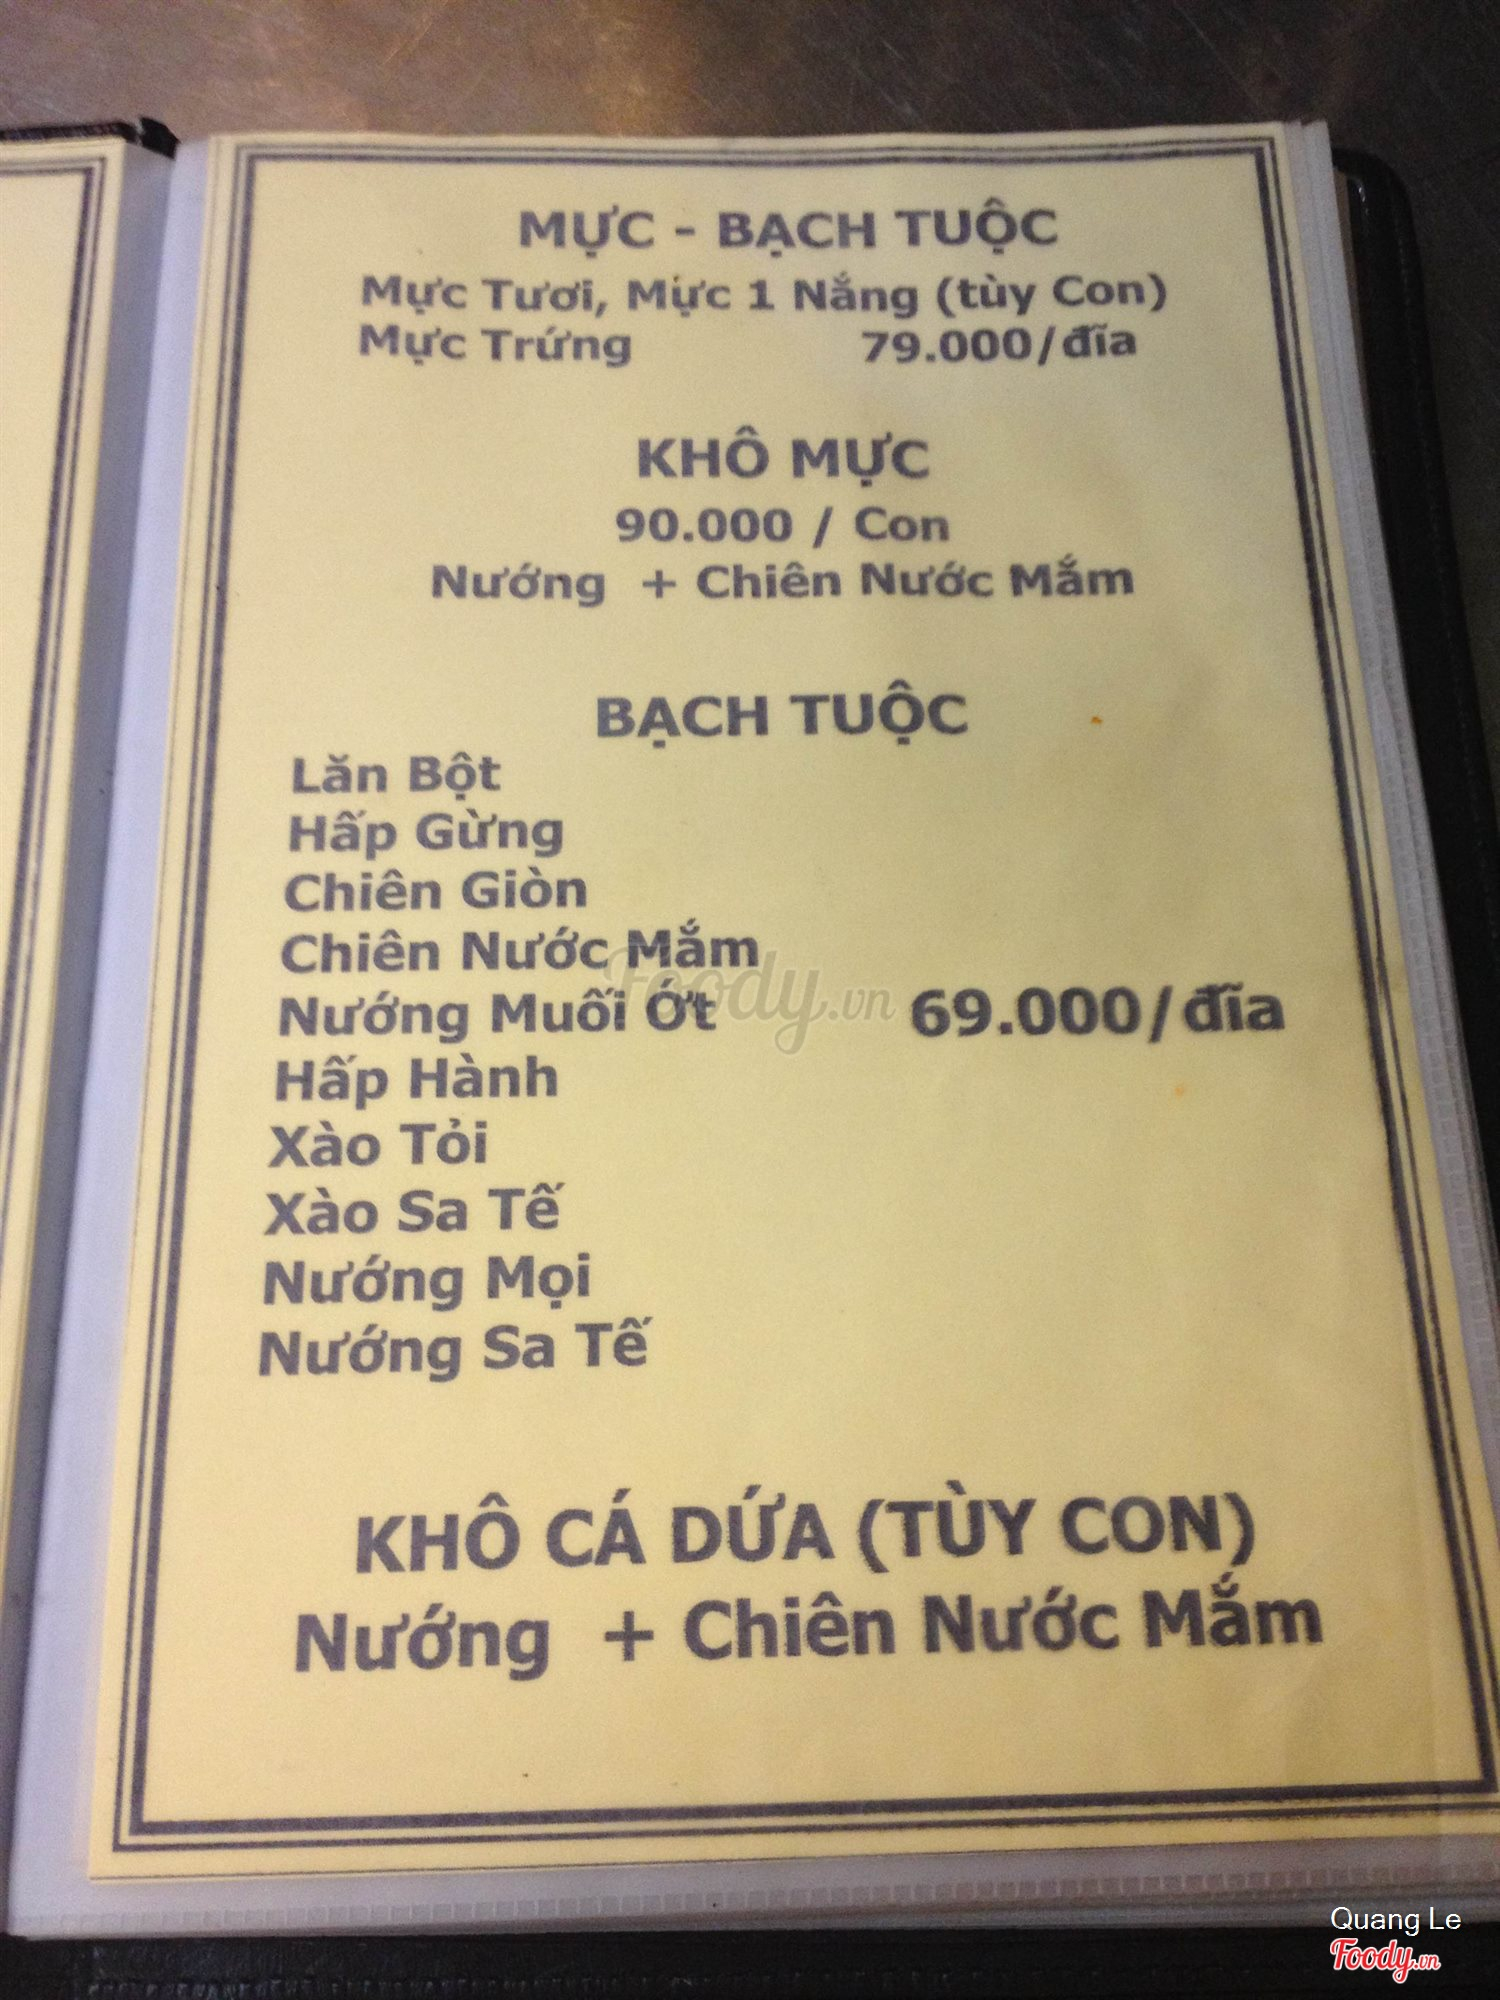 MỰC - BẠCH TUỘC
Mực Tươi, Mực 1 Nắng (tùy Con)
Mực Trứng 79.000/đĩa
KHÔ MỰC
90.000 / Con
Nướng + Chiên Nước Mắm
BẠCH TUỘC
Lăn Bột
Hấp Gừng
Chiên Giòn
Chiên Nước Mắm
Nướng Muối Ớt 69.000/đĩa
Hấp Hành
Xào Tỏi
Xào Sa Tế
Nướng Mọi
Nướng Sa Tế
KHÔ CÁ DỨA (TÙY CON)
Nướng + Chiên Nước Mắm
Foody.vn
Quang Le
Foody.vn